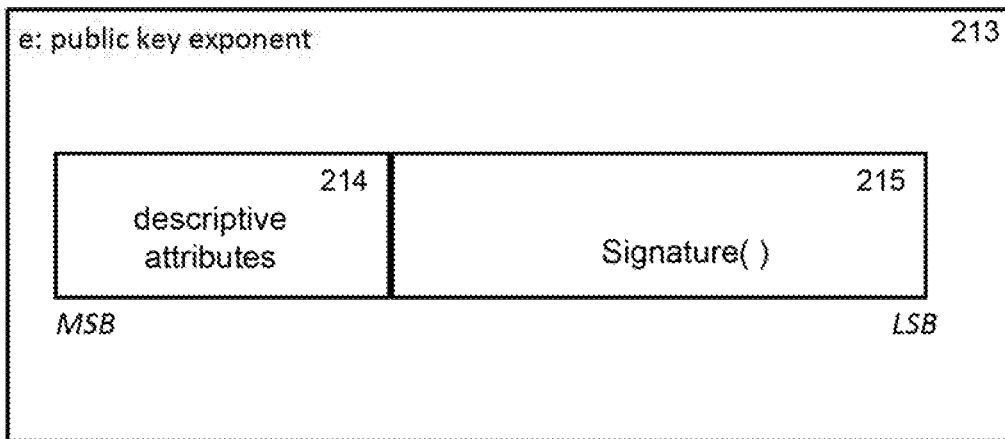 e: public key exponent 213
214 215
descriptive
attributes Signature( )
MSB LSB